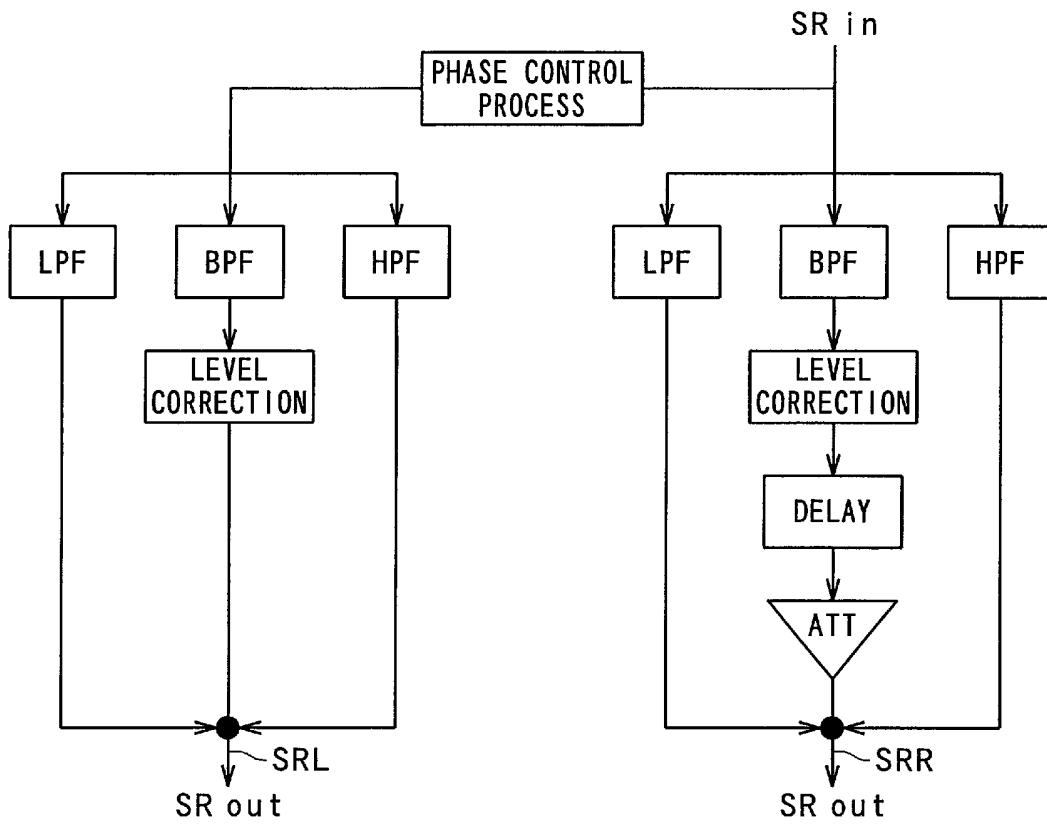 SR in
PHASE CONTROL
PROCESS
LPF
BPF
HPF
LPF
BPF
HPF
LEVEL
CORRECTION
LEVEL
CORRECTION
DELAY
ATT
SRL
SRR
SR out
SR out